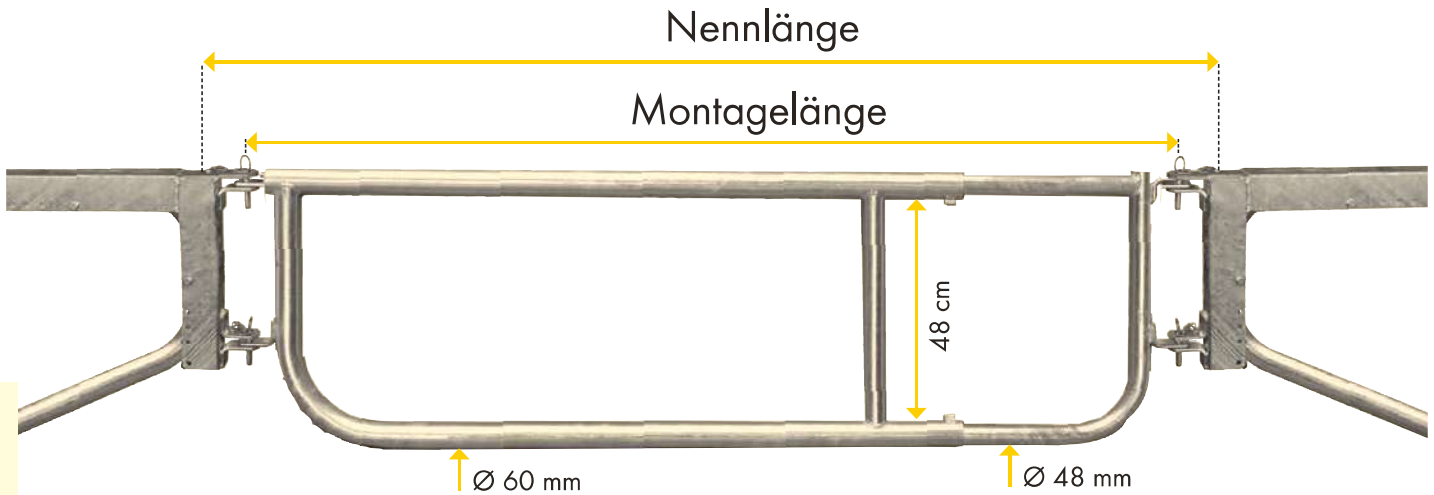 Nennlänge
Montagelänge
48 cm
Ø 60 mm
Ø 48 mm